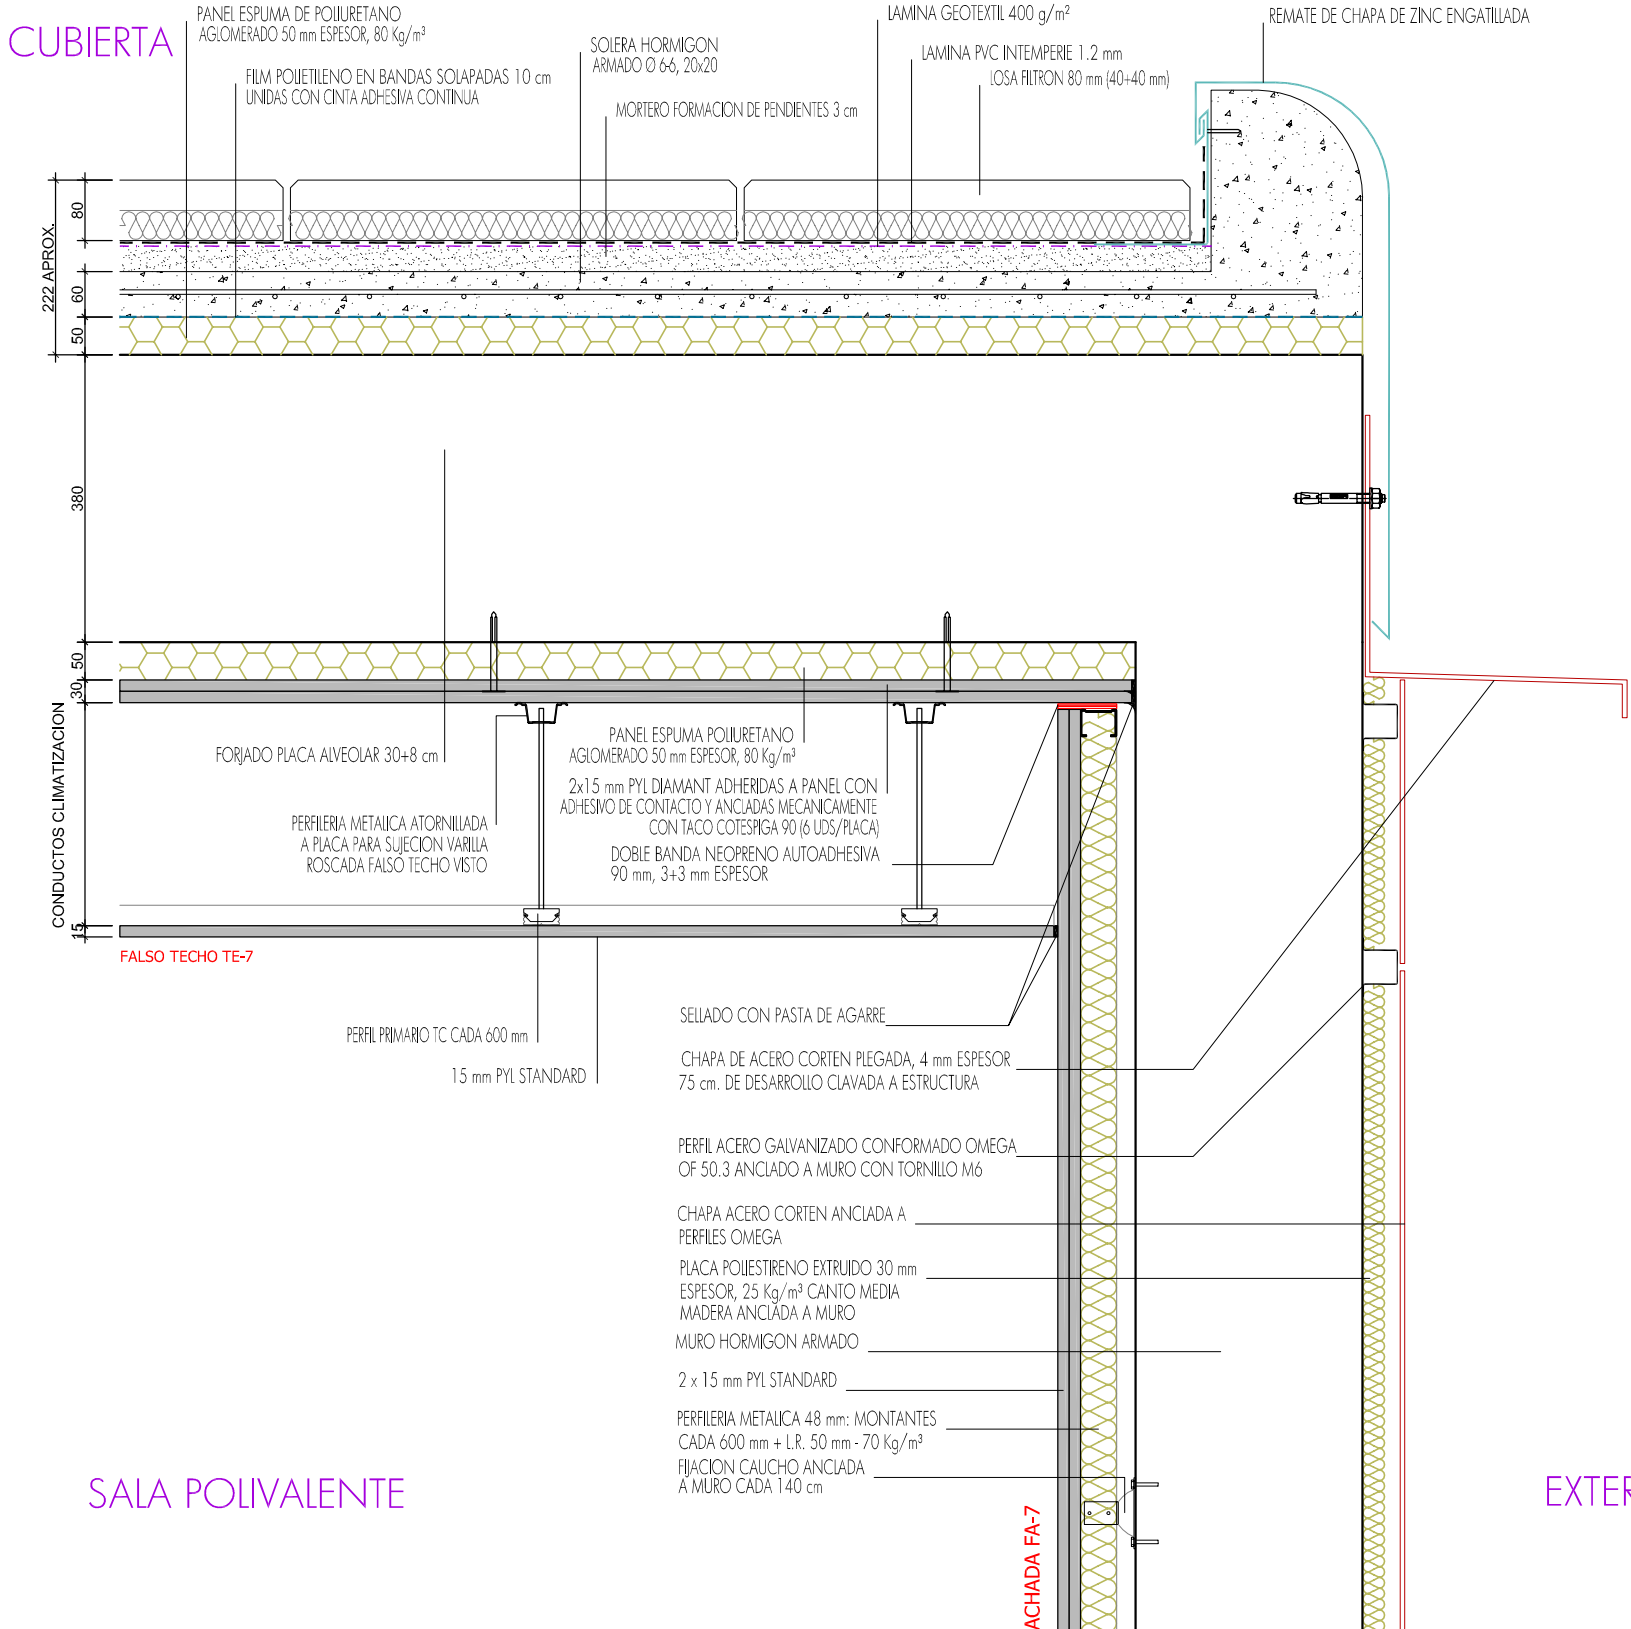 CUBIERTA
PANEL ESPUMA DE POLIURETANO
AGLOMERADO 50 mm ESPESOR, 80 Kg/m³
FILM POLIETILENO EN BANDAS SOLAPADAS 10 cm
UNIDAS CON CINTA ADHESIVA CONTINUA
SOLERA HORMIGON
ARMADO Ø 6-6, 20x20
MORTERO FORMACION DE PENDIENTES 3 cm
LAMINA GEOTEXTIL 400 g/m²
LAMINA PVC INTEMPERIE 1.2 mm
LOSA FILTRON 80 mm (40+40 mm)
REMATE DE CHAPA DE ZINC ENGATILLADA
222 APROX.
80
60
50
380
50
30
CONDUCTOS CLIMATIZACION
15
FORJADO PLACA ALVEOLAR 30+8 cm
PERFILERIA METALICA ATORNILLADA
A PLACA PARA SUJECION VARILLA
ROSCADA FALSO TECHO VISTO
PANEL ESPUMA POLIURETANO
AGLOMERADO 50 mm ESPESOR, 80 Kg/m³
2x15 mm PYL DIAMANT ADHERIDAS A PANEL CON
ADHESIVO DE CONTACTO Y ANCLADAS MECANICAMENTE
CON TACO COTESPIGA 90 (6 UDS/PLACA)
DOBLE BANDA NEOPRENO AUTOADHESIVA
90 mm, 3+3 mm ESPESOR
FALSO TECHO TE-7
PERFIL PRIMARIO TC CADA 600 mm
15 mm PYL STANDARD
SELLADO CON PASTA DE AGARRE
CHAPA DE ACERO CORTEN PLEGADA, 4 mm ESPESOR
75 cm. DE DESARROLLO CLAVADA A ESTRUCTURA
PERFIL ACERO GALVANIZADO CONFORMADO OMEGA
OF 50.3 ANCLADO A MURO CON TORNILLO M6
CHAPA ACERO CORTEN ANCLADA A
PERFILES OMEGA
PLACA POLIESTIRENO EXTRUIDO 30 mm
ESPESOR, 25 Kg/m³ CANTO MEDIA
MADERA ANCLADA A MURO
MURO HORMIGON ARMADO
2 x 15 mm PYL STANDARD
PERFILERIA METALICA 48 mm: MONTANTES
CADA 600 mm + L.R. 50 mm - 70 Kg/m³
FIJACION CAUCHO ANCLADA
A MURO CADA 140 cm
SALA POLIVALENTE
ACHADA FA-7
EXTER